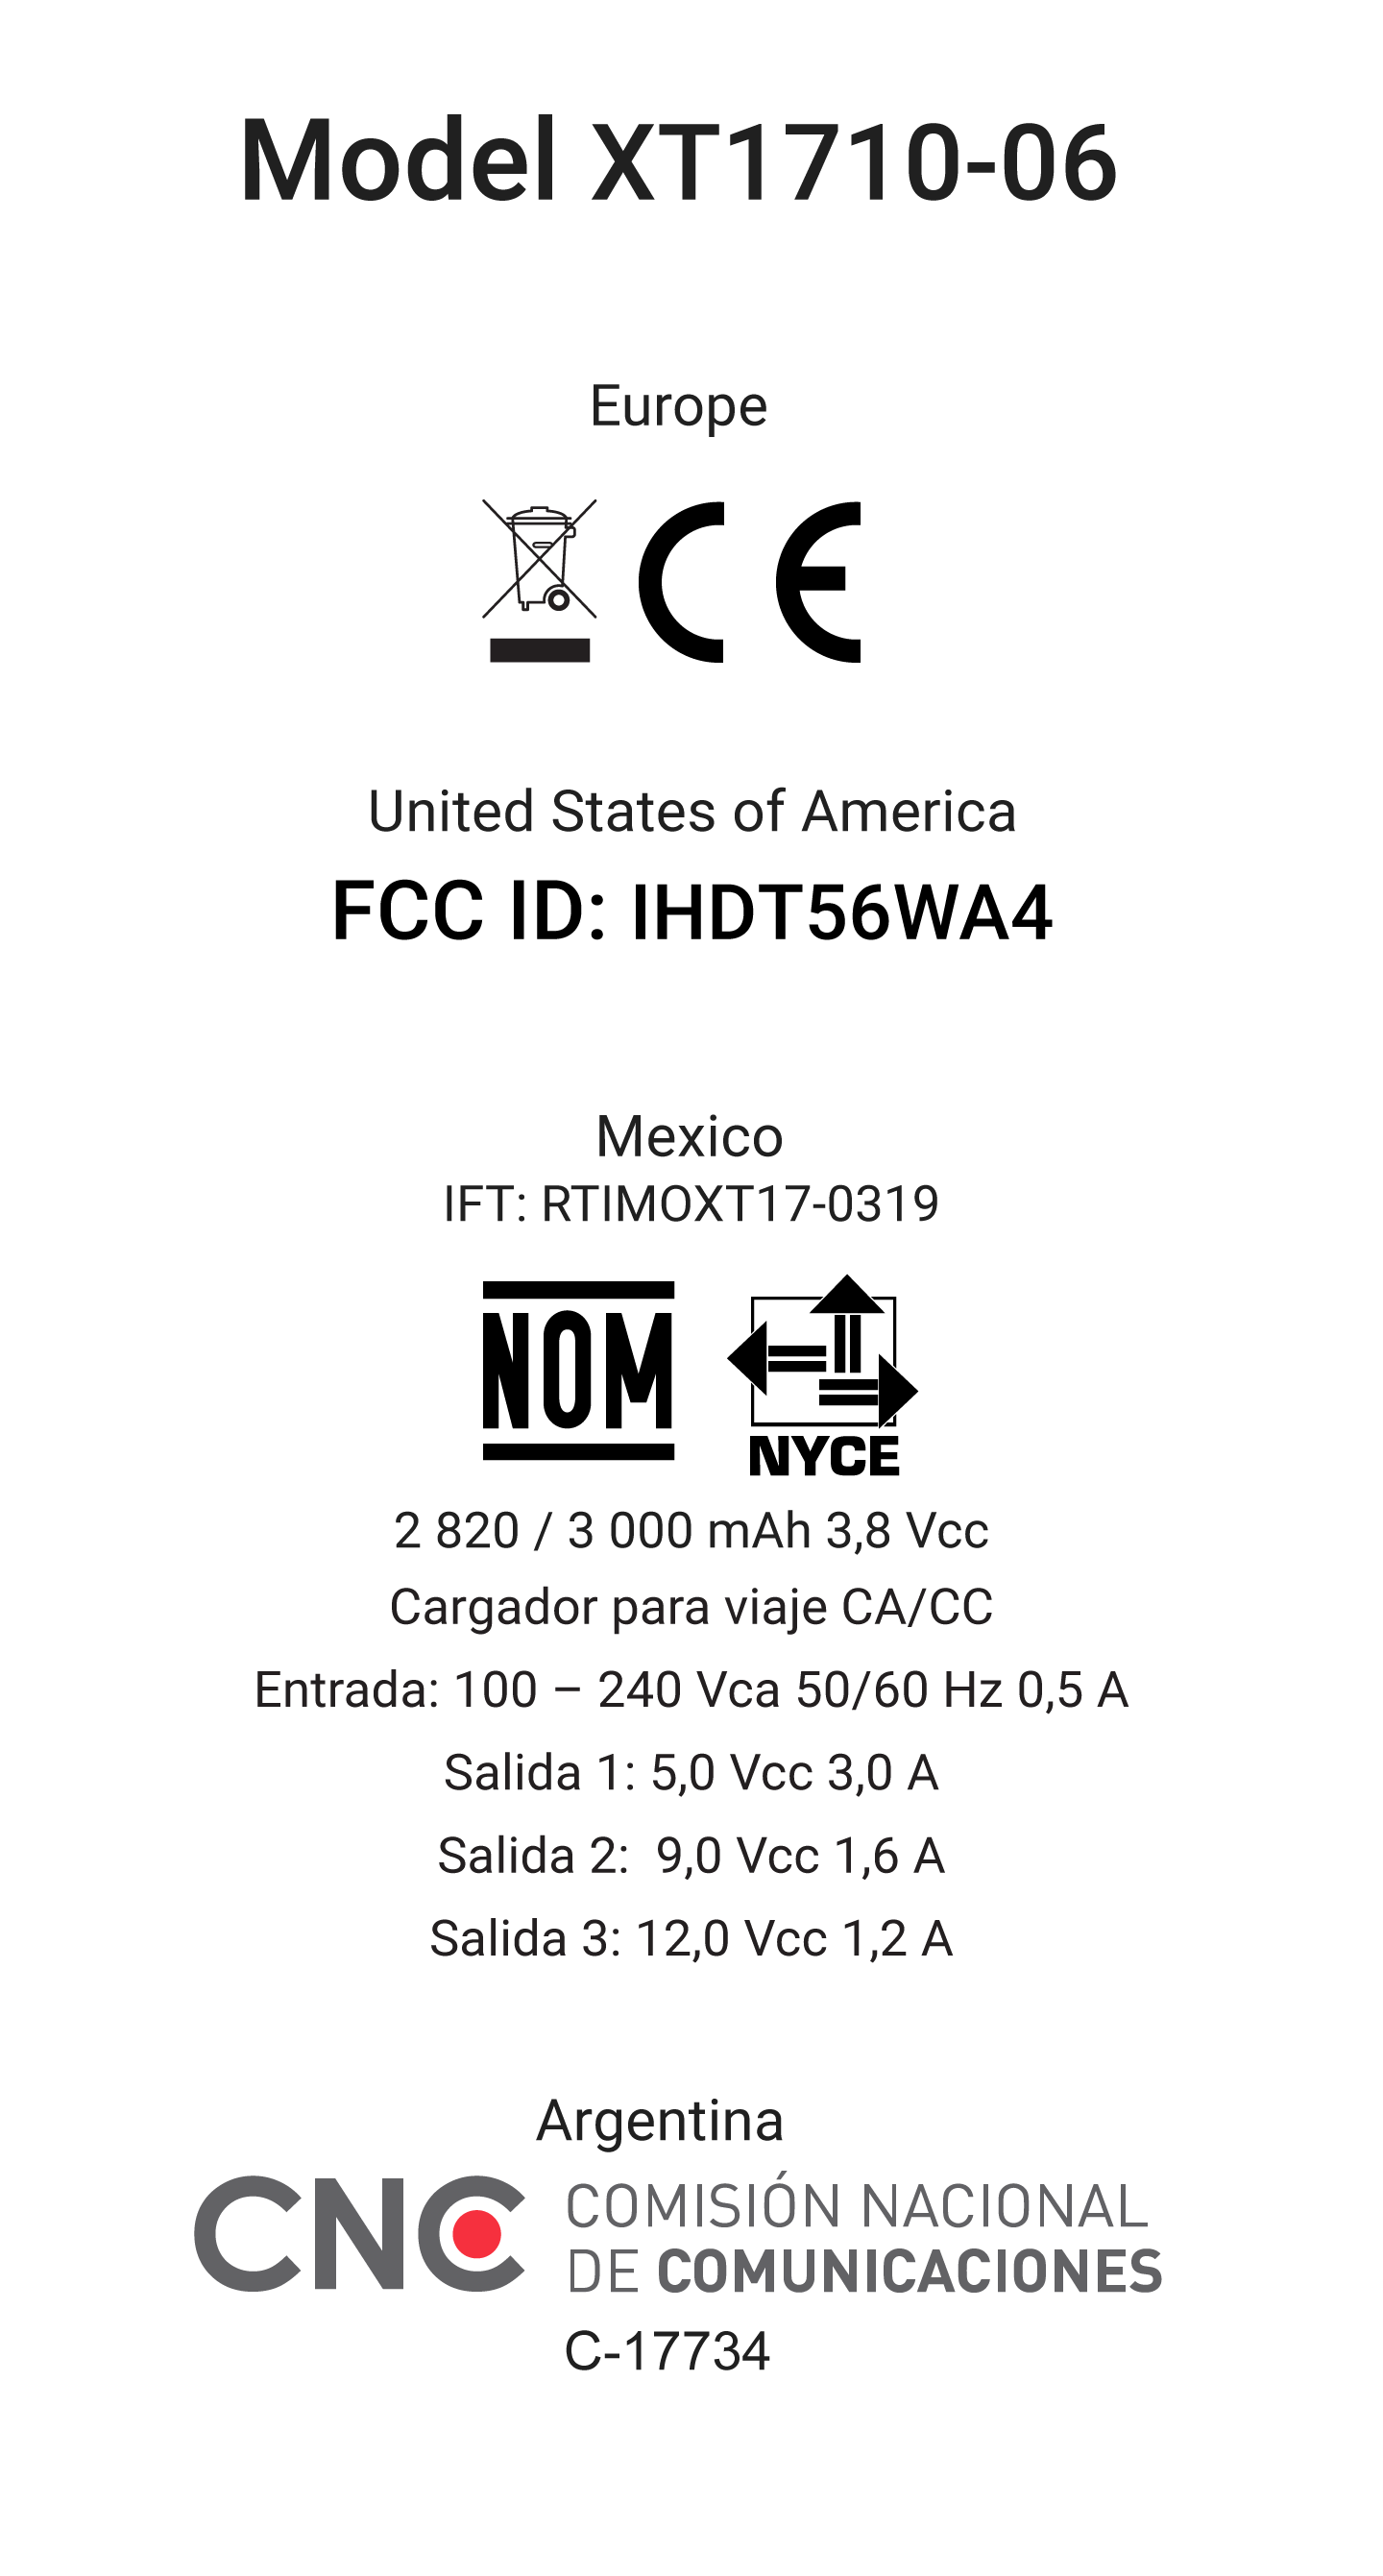 Model XT1710-06
Europe
CE
United States of America
FCC ID: IHDT56WA4
Mexico
IFT: RTIMOXT17-0319
NOM NYCE
2 820 / 3 000 mAh 3,8 Vcc
Cargador para viaje CA/CC
Entrada: 100 – 240 Vca 50/60 Hz 0,5 A
Salida 1: 5,0 Vcc 3,0 A
Salida 2:  9,0 Vcc 1,6 A
Salida 3: 12,0 Vcc 1,2 A
Argentina
CNC COMISIÓN NACIONAL
DE COMUNICACIONES
C-17734